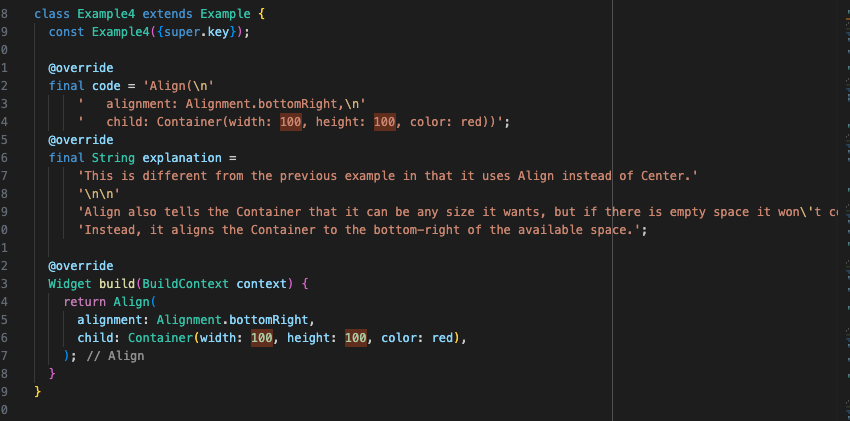 8 class Example4 extends Example {
9 const Example4({super.key});
0
1 @override
2 final code = 'Align(\n'
3 ' alignment: Alignment.bottomRight,\n'
4 ' child: Container(width: 100, height: 100, color: red))';
5 @override
6 final String explanation =
7 'This is different from the previous example in that it uses Align instead of Center.'
8 '\n\n'
9 'Align also tells the Container that it can be any size it wants, but if there is empty space it won\'t
0 'Instead, it aligns the Container to the bottom-right of the available space.';
1
2 @override
3 Widget build(BuildContext context) {
4 return Align(
5 alignment: Alignment.bottomRight,
6 child: Container(width: 100, height: 100, color: red),
7 ); // Align
8 }
9 }
0